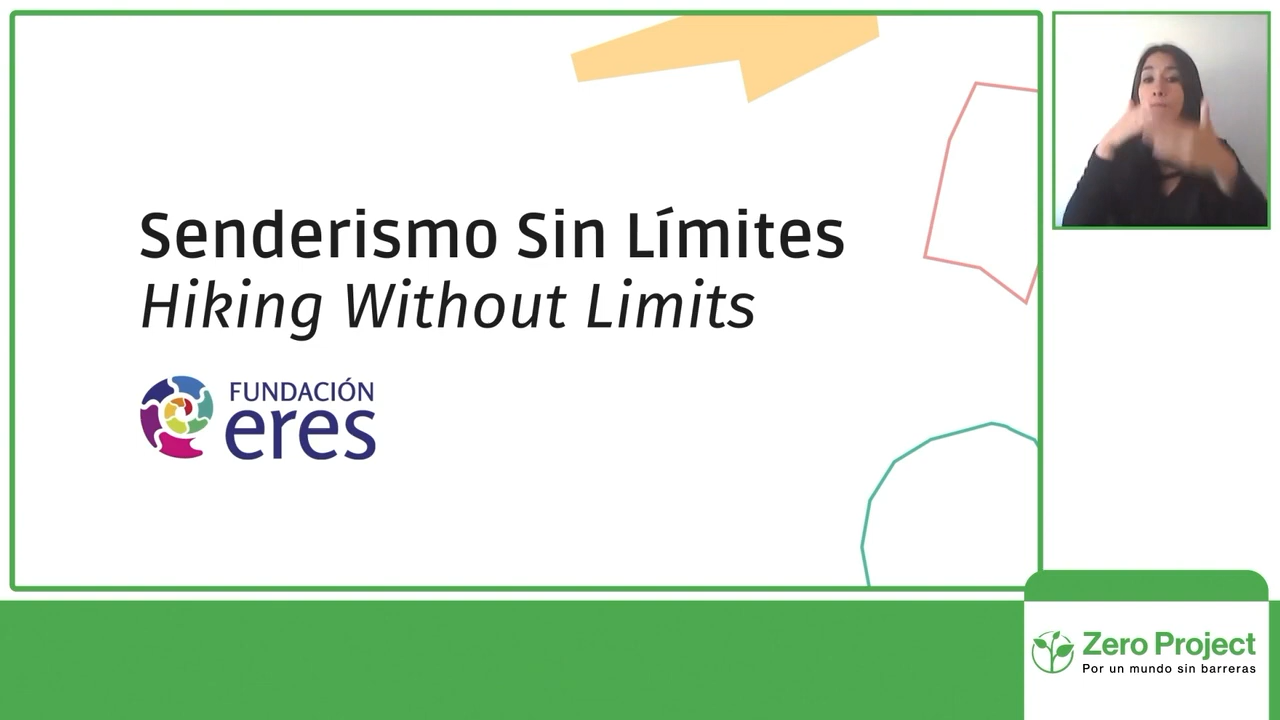 Senderismo Sin Límites
Hiking Without Limits
FUNDACIÓN
eres
Zero Project
Por un mundo sin barreras